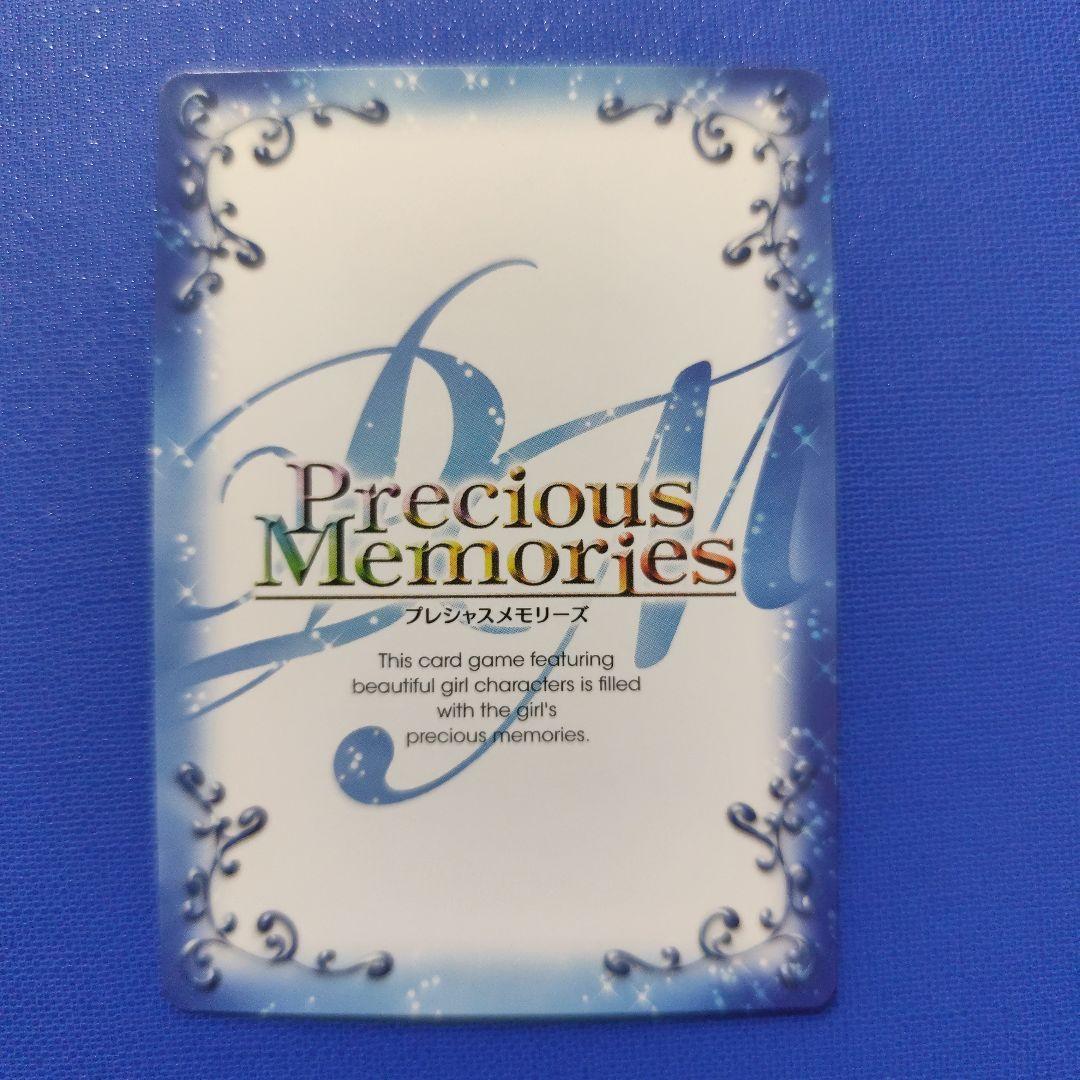 Precious
Memories
プレシャスメモリーズ
This card game featuring
beautiful girl characters is filled
with the girl's
precious memories.